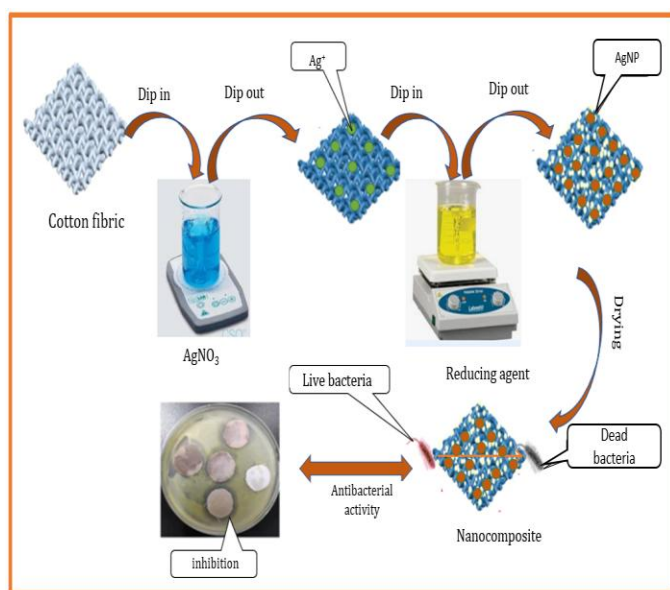 Ag⁺
AgNP
Dip in
Dip out
Dip in
Dip out
Cotton fibric
AgNO₃
Reducing agent
Drying
Live bacteria
Dead
bacteria
Antibacterial
activity
Nanocomposite
inhibition